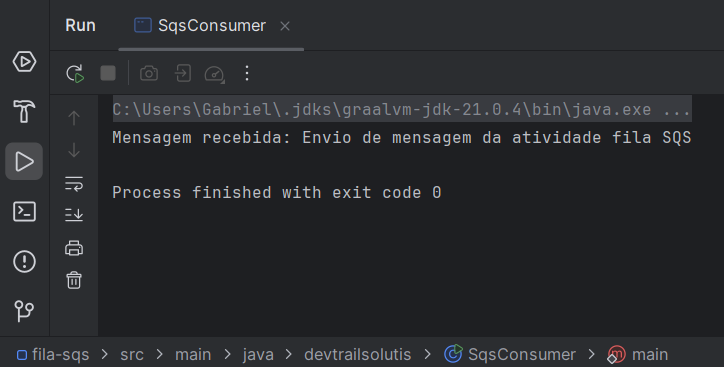 Run SqsConsumer
C:\Users\Gabriel\.jdks\graalvm-jdk-21.0.4\bin\java.exe ...
Mensagem recebida: Envio de mensagem da atividade fila SQS
Process finished with exit code 0
fila-sqs > src > main > java > devtrailsolutis > SqsConsumer > main